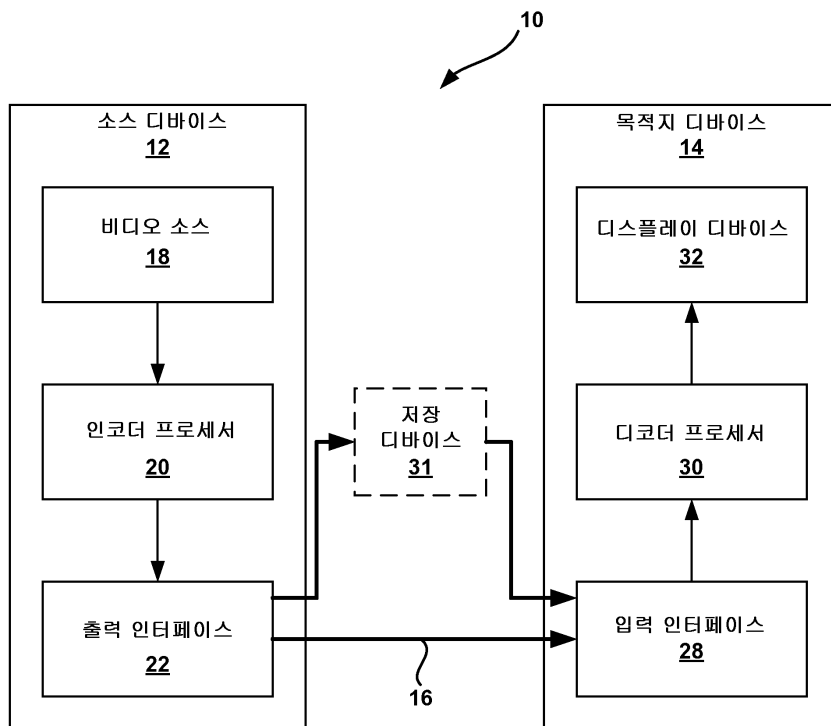 10
소스 디바이스
12
비디오 소스
18
인코더 프로세서
20
출력 인터페이스
22
저장
디바이스
31
16
목적지 디바이스
14
디스플레이 디바이스
32
디코더 프로세서
30
입력 인터페이스
28